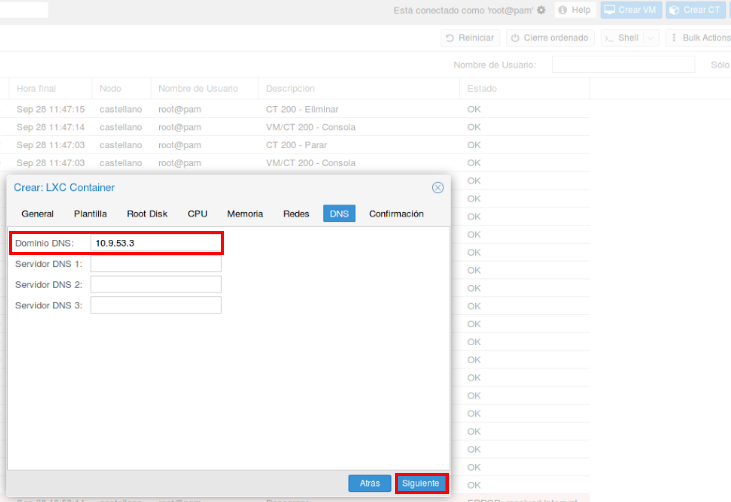 Está conectado como 'root@pam' Help Crear VM Crear CT
Reiniciar Cierre ordenado Shell Bulk Actions
Nombre de Usuario: Sólo
Hora final Nodo Nombre de Usuario Descripción Estado
Sep 28 11:47:15 castellano root@pam CT 200 - Eliminar OK
Sep 28 11:47:14 castellano root@pam VM/CT 200 - Consola OK
Sep 28 11:47:03 castellano root@pam CT 200 - Parar OK
Sep 28 11:47:03 castellano root@pam VM/CT 200 - Consola OK
OK
Crear: LXC Container
OK
General Plantilla Root Disk CPU Memoria Redes DNS Confirmación
OK
OK
Dominio DNS: 10.9.53.3
OK
Servidor DNS 1:
OK
Servidor DNS 2:
OK
Servidor DNS 3:
OK
OK
OK
OK
OK
OK
OK
OK
OK
Atrás Siguiente
OK